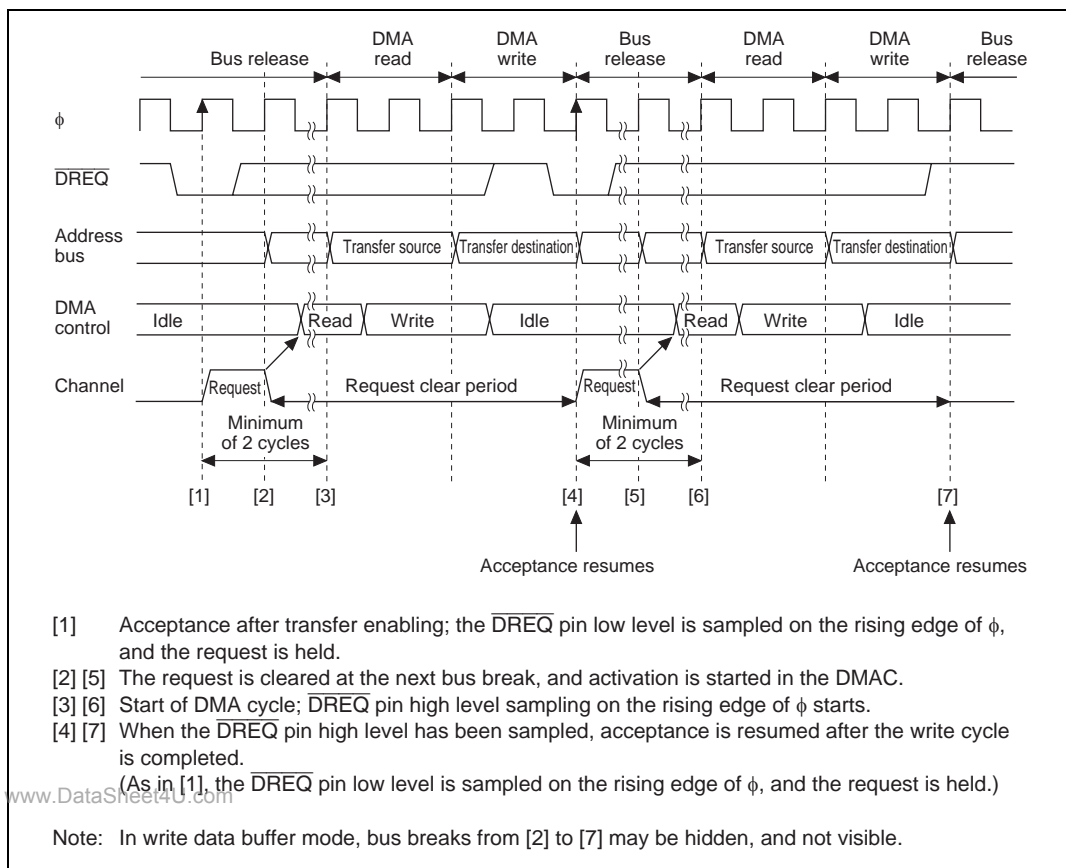 Bus release
DMA read
DMA write
Bus release
DMA read
DMA write
Bus release
φ
DREQ
Address bus
Transfer source
Transfer destination
Transfer source
Transfer destination
DMA control
Idle
Read
Write
Idle
Read
Write
Idle
Channel
Request
Request clear period
Request
Request clear period
Minimum of 2 cycles
Minimum of 2 cycles
[1]
[2]
[3]
[4]
[5]
[6]
[7]
Acceptance resumes
Acceptance resumes
[1] Acceptance after transfer enabling; the DREQ pin low level is sampled on the rising edge of φ,
and the request is held.
[2] [5] The request is cleared at the next bus break, and activation is started in the DMAC.
[3] [6] Start of DMA cycle; DREQ pin high level sampling on the rising edge of φ starts.
[4] [7] When the DREQ pin high level has been sampled, acceptance is resumed after the write cycle
is completed.
(As in [1], the DREQ pin low level is sampled on the rising edge of φ, and the request is held.)
www.DataSheet4U.com
Note: In write data buffer mode, bus breaks from [2] to [7] may be hidden, and not visible.